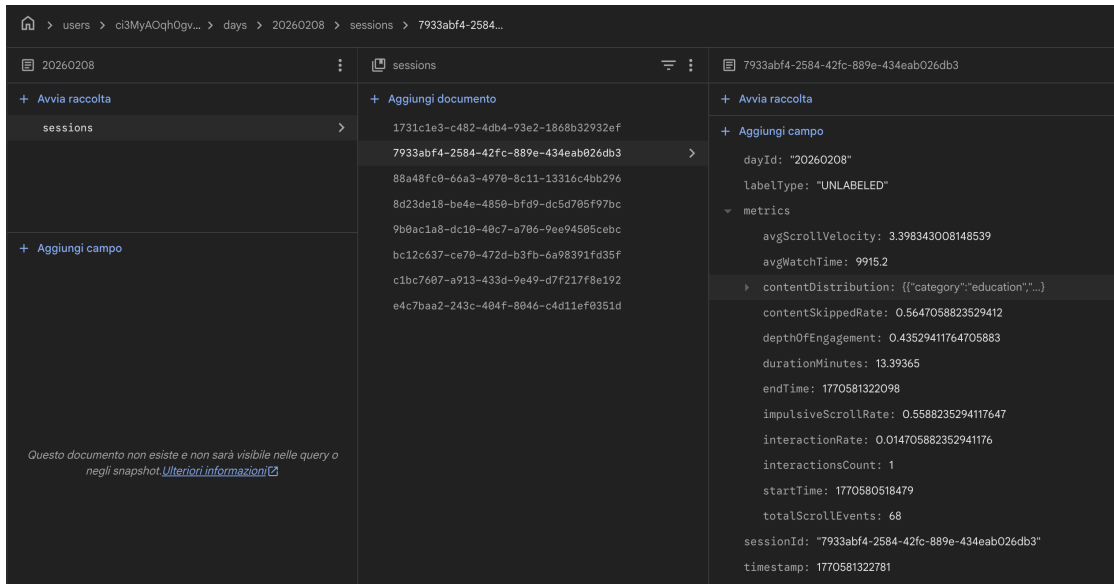 users > ci3MyAOqh0gv... > days > 20260208 > sessions > 7933abf4-2584...
20260208
+ Avvia raccolta
sessions
+ Aggiungi campo
Questo documento non esiste e non sarà visibile nelle query o
negli snapshot.Ulteriori informazioni
sessions
+ Aggiungi documento
1731c1e3-c482-4db4-93e2-1868b32932ef
7933abf4-2584-42fc-889e-434eab026db3
88a48fc0-66a3-4970-8c11-13316c4bb296
8d23de18-be4e-4850-bfd9-dc5d705f97bc
9b0ac1a8-dc10-40c7-a706-9ee94505cebc
bc12c637-ce70-472d-b3fb-6a98391fd35f
c1bc7607-a913-433d-9e49-d7f217f8e192
e4c7baa2-243c-404f-8046-c4d11ef0351d
7933abf4-2584-42fc-889e-434eab026db3
+ Avvia raccolta
+ Aggiungi campo
dayId: "20260208"
labelType: "UNLABELED"
metrics
avgScrollVelocity: 3.398343008148539
avgWatchTime: 9915.2
contentDistribution: {{"category":"education","...}
contentSkippedRate: 0.5647058823529412
depthOfEngagement: 0.43529411764705883
durationMinutes: 13.39365
endTime: 1770581322098
impulsiveScrollRate: 0.5588235294117647
interactionRate: 0.014705882352941176
interactionsCount: 1
startTime: 1770580518479
totalScrollEvents: 68
sessionId: "7933abf4-2584-42fc-889e-434eab026db3"
timestamp: 1770581322781